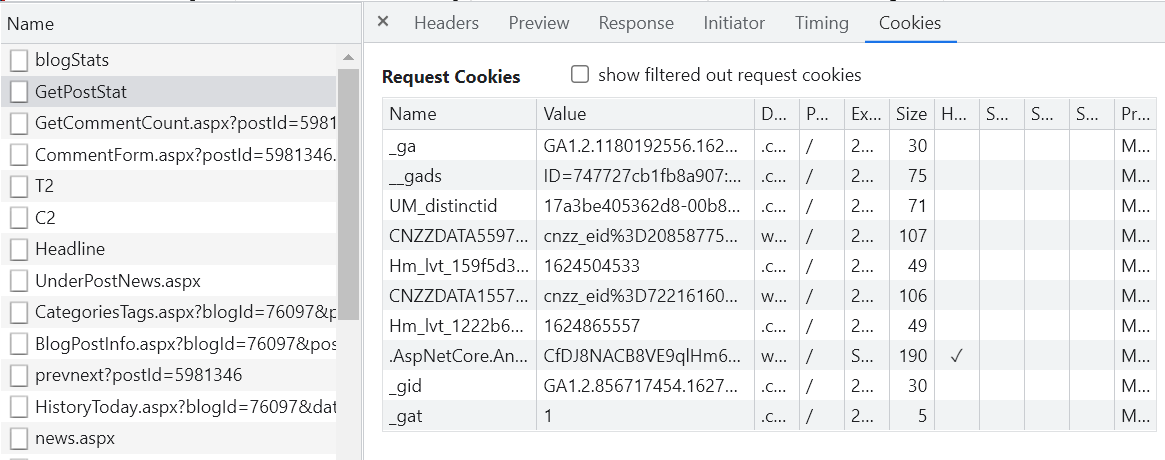 Name
blogStats
GetPostStat
GetCommentCount.aspx?postId=5981
CommentForm.aspx?postId=5981346.
T2
C2
Headline
UnderPostNews.aspx
CategoriesTags.aspx?blogId=76097&p
BlogPostInfo.aspx?blogId=76097&pos
prevnext?postId=5981346
HistoryToday.aspx?blogId=76097&dat
news.aspx
× Headers Preview Response Initiator Timing Cookies
Request Cookies show filtered out request cookies
Name Value D... P... Ex... Size H... S... S... S... Pr...
_ga GA1.2.1180192556.162... .c... / 2... 30 M...
__gads ID=747727cb1fb8a907:... .c... / 2... 75 M...
UM_distinctid 17a3be405362d8-00b8... .c... / 2... 71 M...
CNZZDATA5597... cnzz_eid%3D20858775... w... / 2... 107 M...
Hm_lvt_159f5d3... 1624504533 .c... / 2... 49 M...
CNZZDATA1557... cnzz_eid%3D72216160... w... / 2... 106 M...
Hm_lvt_1222b6... 1624865557 .c... / 2... 49 M...
.AspNetCore.An... CfDJ8NACB8VE9qlHm6... w... / S... 190 ✓ M...
_gid GA1.2.856717454.1627... .c... / 2... 30 M...
_gat 1 .c... / 2... 5 M...